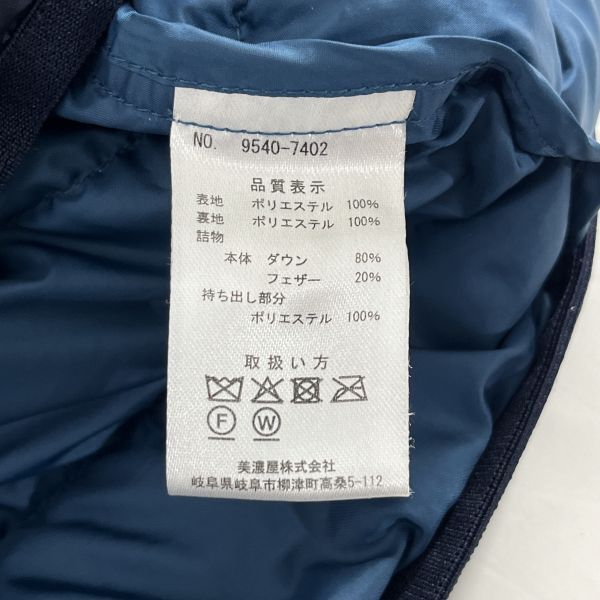 NO. 9540-7402
品質表示
表地 ポリエステル 100%
裏地 ポリエステル 100%
詰物
本体 ダウン 80%
フェザー 20%
持ち出し部分
ポリエステル 100%
取扱い方
F W
美濃屋株式会社
岐阜県岐阜市柳津町高桑5-112